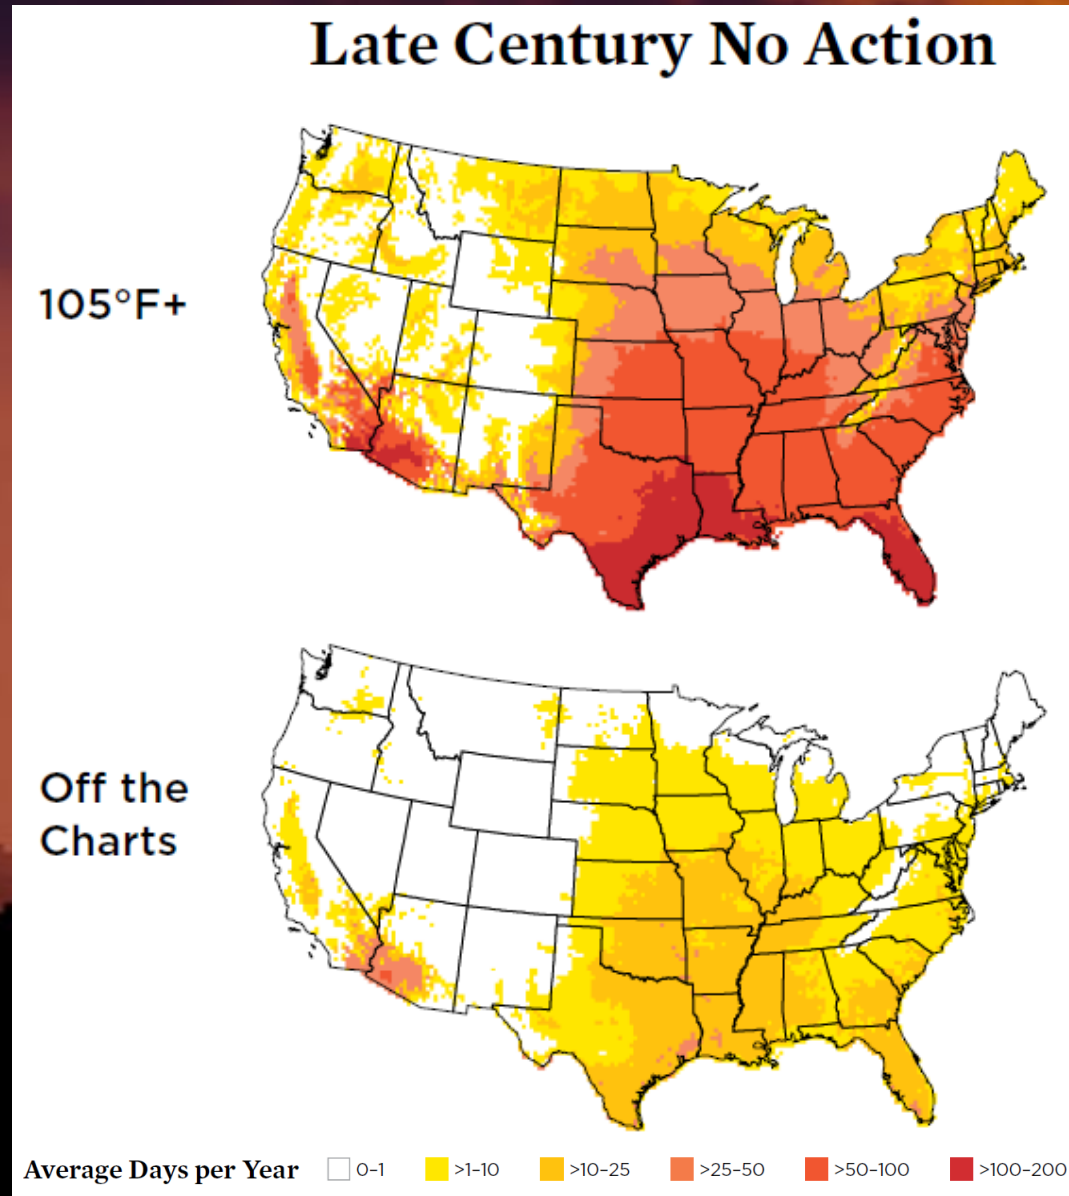 Late Century No Action
105°F+
Off the
Charts
Average Days per Year 0-1 >1-10 >10-25 >25-50 >50-100 >100-200